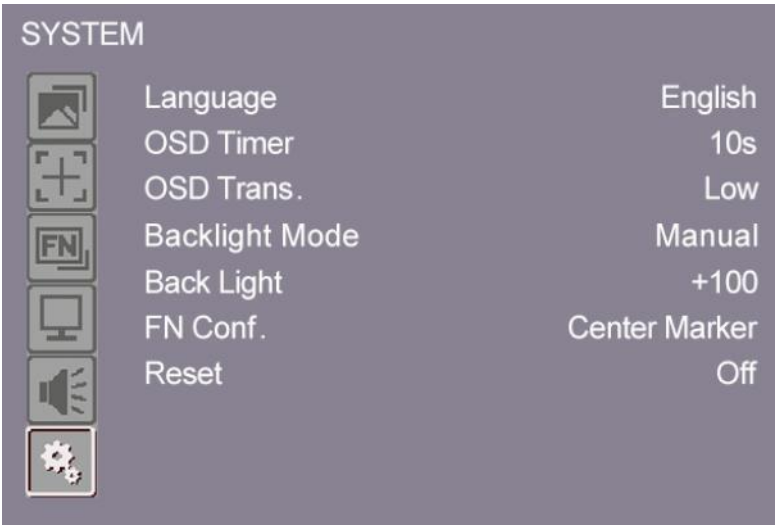 SYSTEM
Language English
OSD Timer 10s
OSD Trans. Low
FN
Backlight Mode Manual
Back Light +100
FN Conf. Center Marker
Reset Off